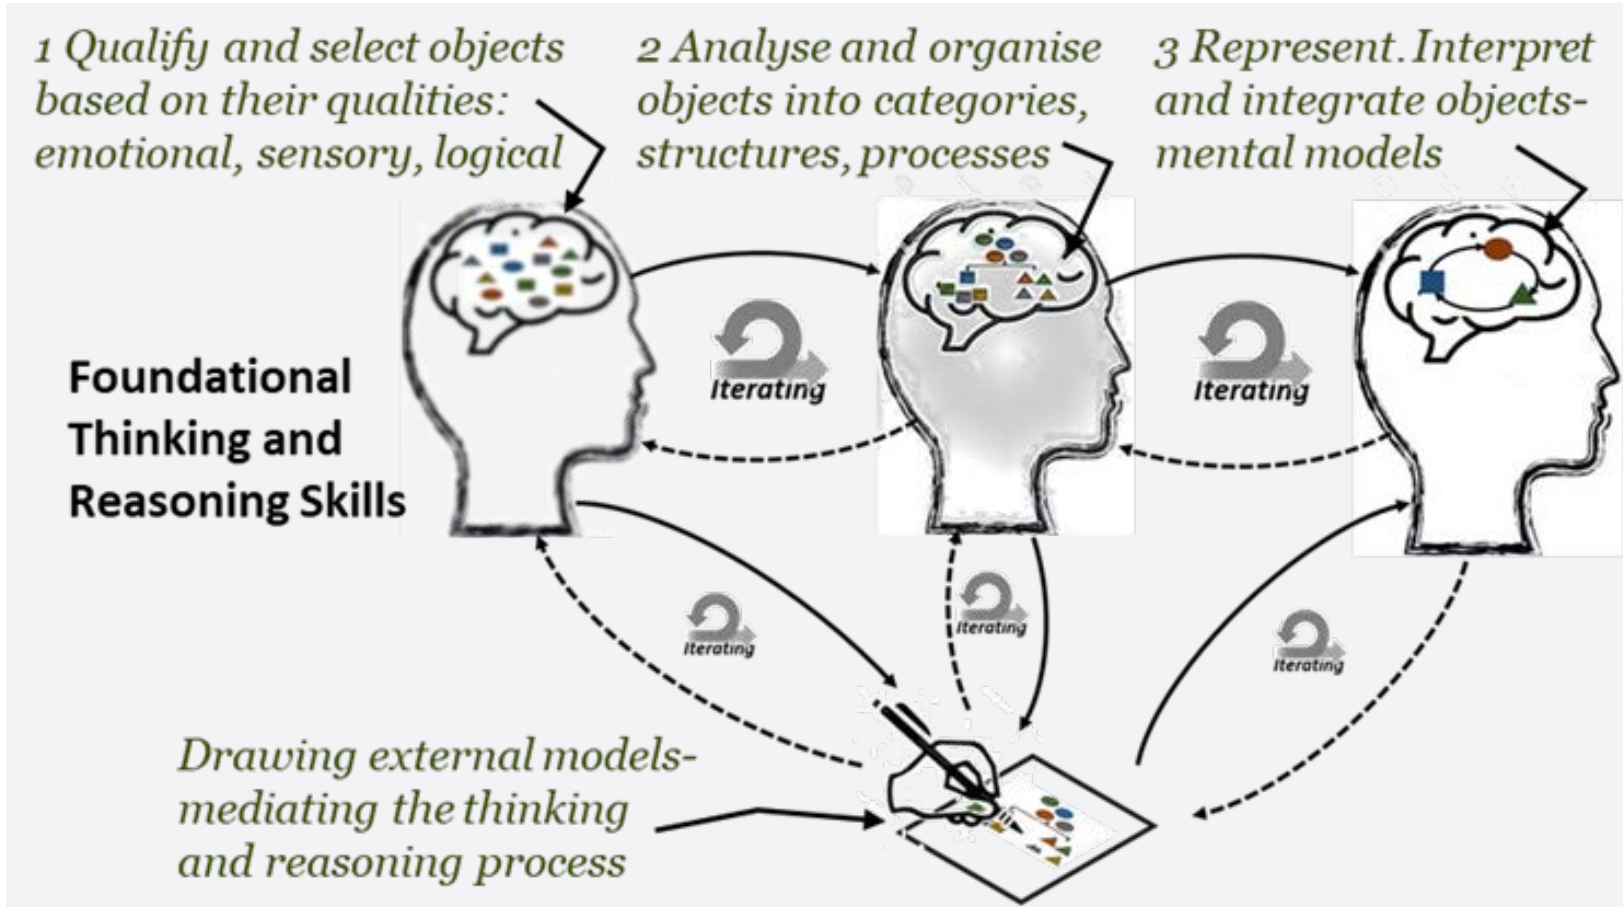 1 Qualify and select objects
based on their qualities:
emotional, sensory, logical
2 Analyse and organise
objects into categories,
structures, processes
3 Represent. Interpret
and integrate objects-
mental models
Iterating
Iterating
Foundational
Thinking and
Reasoning Skills
Iterating
Iterating
Iterating
Drawing external models-
mediating the thinking
and reasoning process